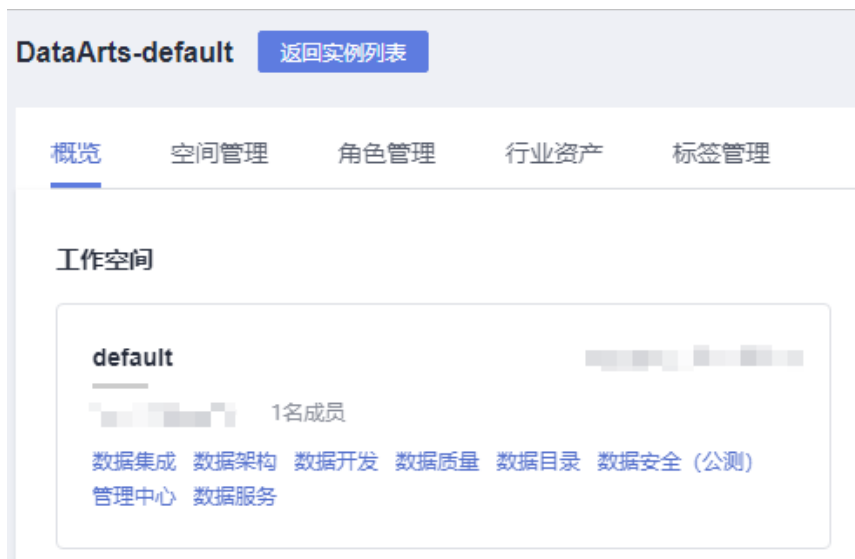 DataArts-default 返回实例列表
概览 空间管理 角色管理 行业资产 标签管理
工作空间
default
1名成员
数据集成 数据架构 数据开发 数据质量 数据目录 数据安全（公测）
管理中心 数据服务